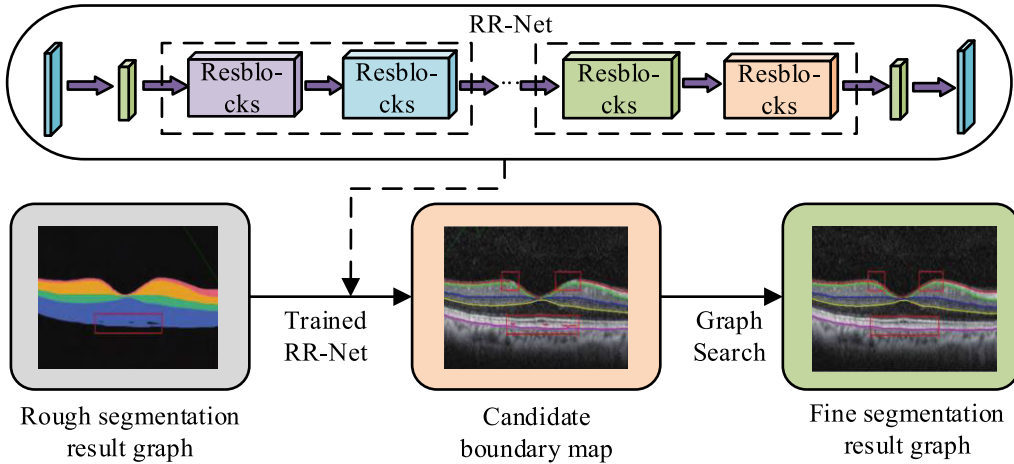 RR-Net
Resblo-
cks
Resblo-
cks
...
Resblo-
cks
Resblo-
cks
Trained
RR-Net
Graph
Search
Rough segmentation
result graph
Candidate
boundary map
Fine segmentation
result graph